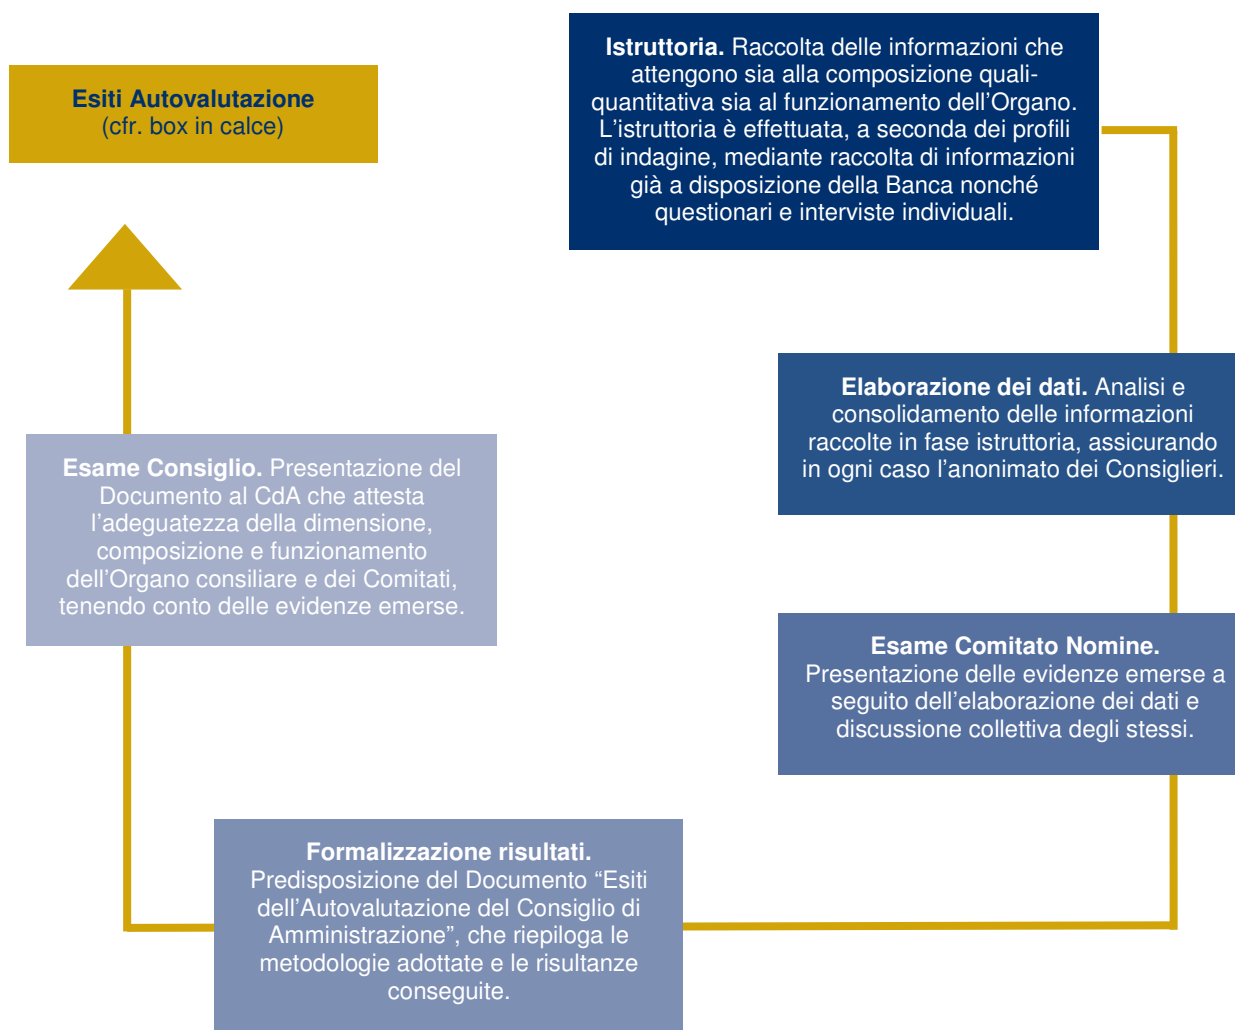 Esiti Autovalutazione
(cfr. box in calce)
Istruttoria. Raccolta delle informazioni che
attengono sia alla composizione quali-
quantitativa sia al funzionamento dell’Organo.
L’istruttoria è effettuata, a seconda dei profili
di indagine, mediante raccolta di informazioni
già a disposizione della Banca nonché
questionari e interviste individuali.
Elaborazione dei dati. Analisi e
consolidamento delle informazioni
raccolte in fase istruttoria, assicurando
in ogni caso l’anonimato dei Consiglieri.
Esame Consiglio. Presentazione del
Documento al CdA che attesta
l’adeguatezza della dimensione,
composizione e funzionamento
dell’Organo consiliare e dei Comitati,
tenendo conto delle evidenze emerse.
Esame Comitato Nomine.
Presentazione delle evidenze emerse a
seguito dell’elaborazione dei dati e
discussione collettiva degli stessi.
Formalizzazione risultati.
Predisposizione del Documento “Esiti
dell’Autovalutazione del Consiglio di
Amministrazione”, che riepiloga le
metodologie adottate e le risultanze
conseguite.